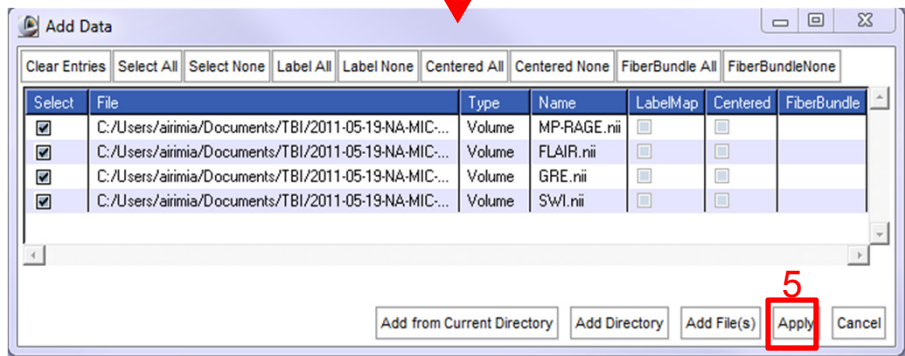 Add Data
Clear Entries Select All Select None Label All Label None Centered All Centered None FiberBundle All FiberBundleNone
Select File Type Name LabelMap Centered FiberBundle
C:/Users/airimia/Documents/TBI/2011-05-19-NA-MIC-... Volume MP-RAGE.nii
C:/Users/airimia/Documents/TBI/2011-05-19-NA-MIC-... Volume FLAIR.nii
C:/Users/airimia/Documents/TBI/2011-05-19-NA-MIC-... Volume GRE.nii
C:/Users/airimia/Documents/TBI/2011-05-19-NA-MIC-... Volume SWI.nii
5
Add from Current Directory Add Directory Add File(s) Apply Cancel